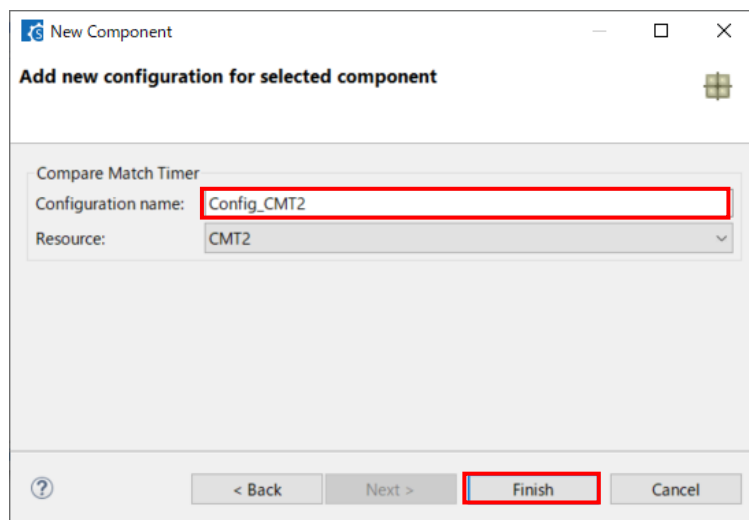 New Component
Add new configuration for selected component
Compare Match Timer
Configuration name: Config_CMT2
Resource: CMT2
< Back Next > Finish Cancel